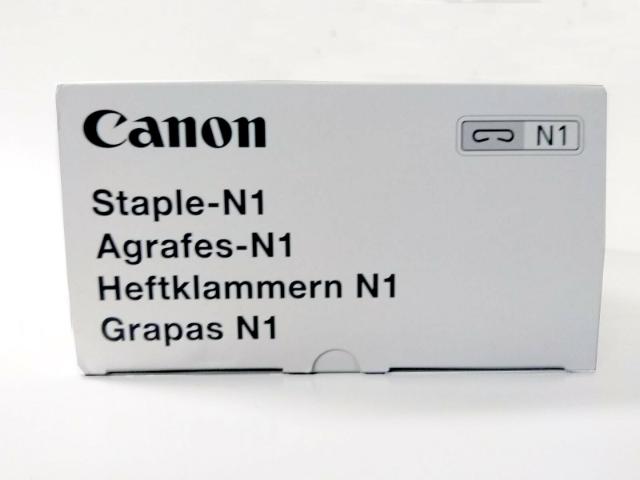 Canon
N1
Staple-N1
Agrafes-N1
Heftklammern N1
Grapas N1